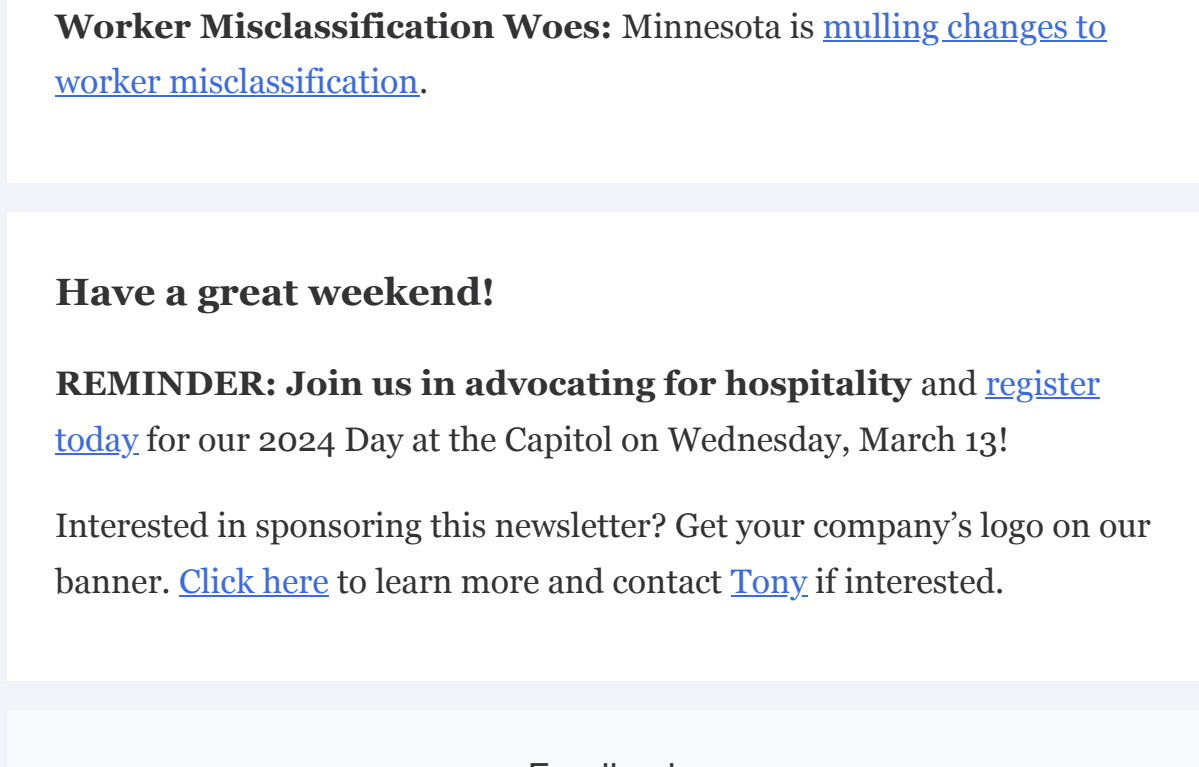 Worker Misclassification Woes: Minnesota is mulling changes to
worker misclassification.
Have a great weekend!
REMINDER: Join us in advocating for hospitality and register
today for our 2024 Day at the Capitol on Wednesday, March 13!
Interested in sponsoring this newsletter? Get your company’s logo on our
banner. Click here to learn more and contact Tony if interested.